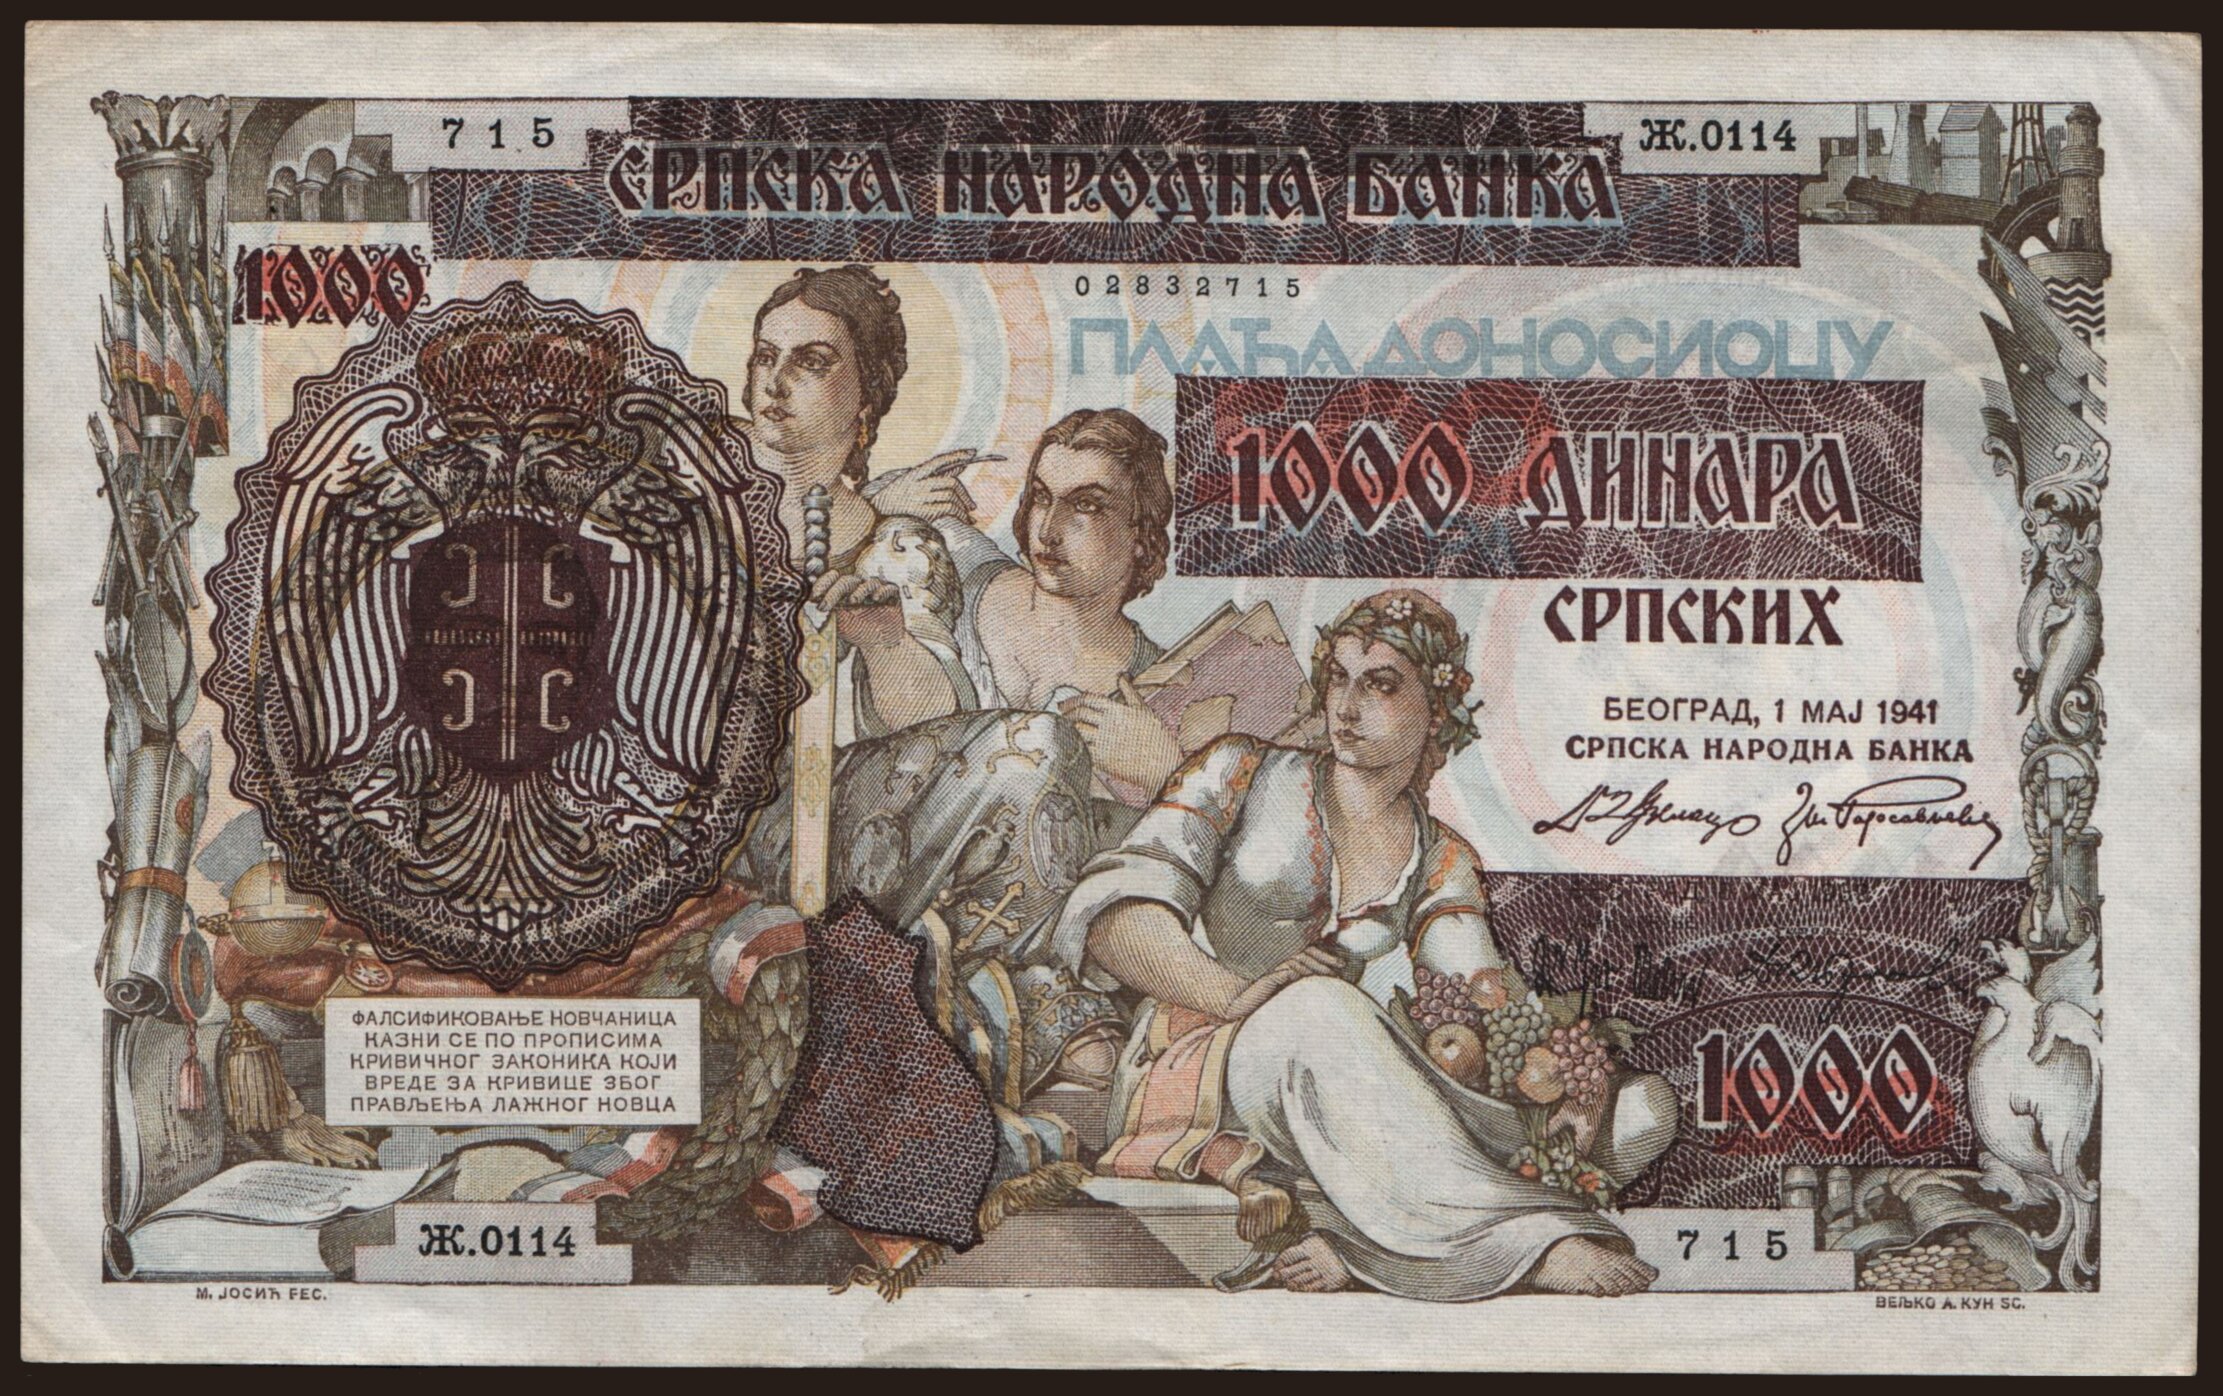 715
СРПСКА НАРОДНА БАНКА
Ж.0114
1000
02832715
ПЛАЋА ДОНОСИОЦУ
1000 ДИНАРА
СРПСКИХ
БЕОГРАД, 1 МАЈ 1941
СРПСКА НАРОДНА БАНКА
1000
ФАЛСИФИКОВАЊЕ НОВЧАНИЦА
КАЗНИ СЕ ПО ПРОПИСИМА
КРИВИЧНОГ ЗАКОНИКА КОЈИ
ВРЕДЕ ЗА КРИВИЦЕ ЗБОГ
ПРАВЉЕЊА ЛАЖНОГ НОВЦА
Ж.0114
715
М. ЈОСИЋ FEC.
ВЕЉКО А. КУН SC.